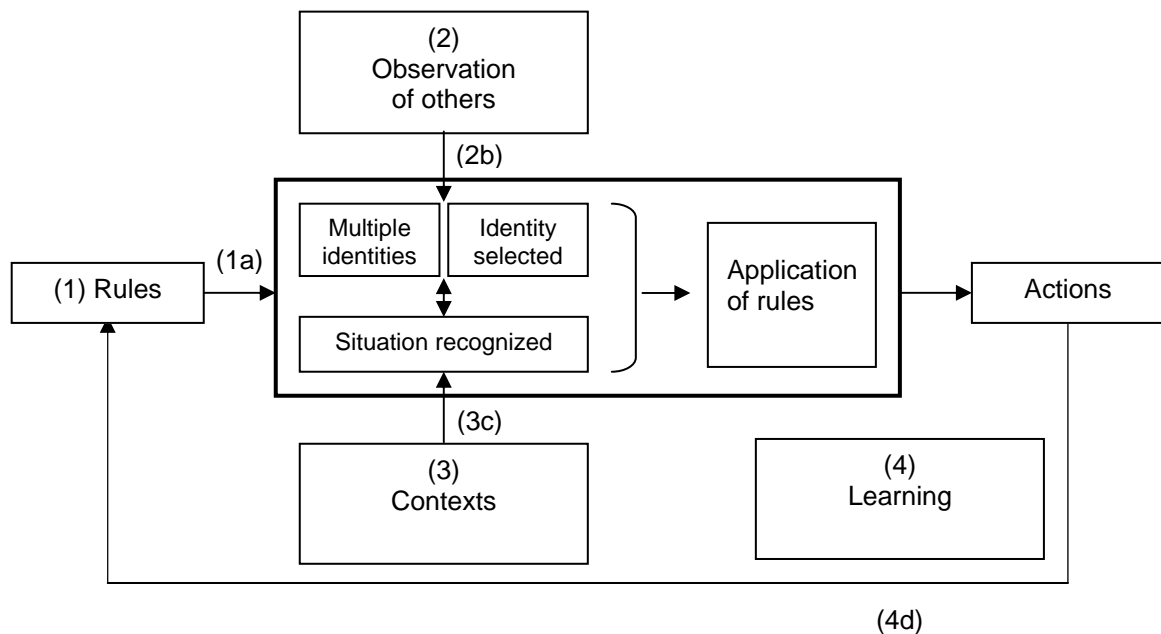 (2)
Observation
of others
(2b)
Multiple
identities
Identity
selected
(1a)
(1) Rules
Application
of rules
Actions
Situation recognized
(3c)
(3)
Contexts
(4)
Learning
(4d)